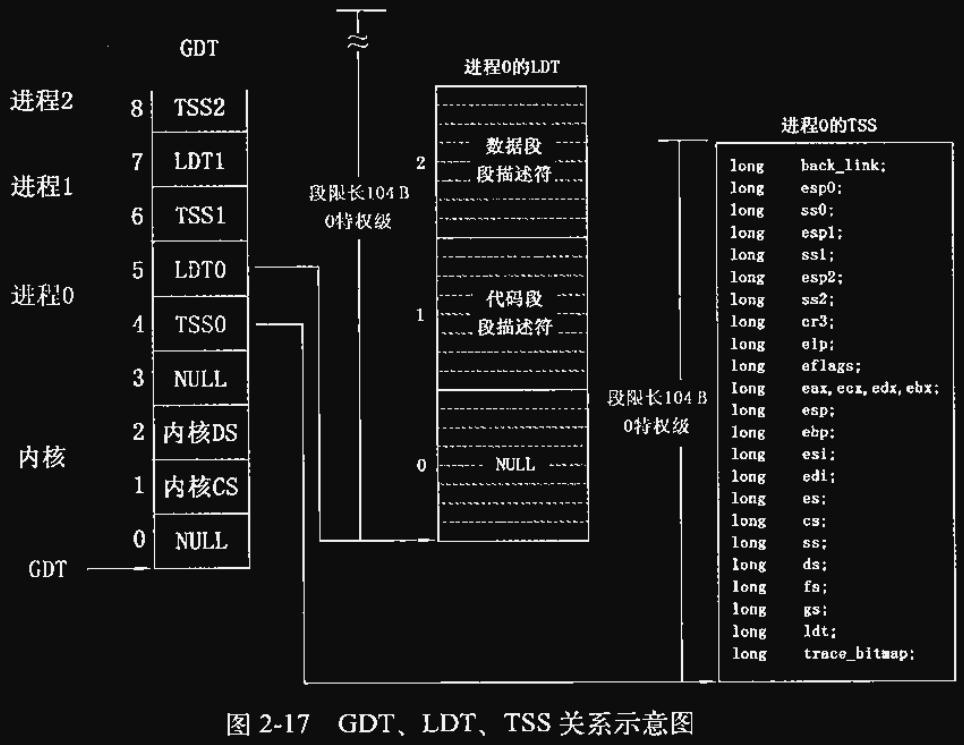 GDT
进程2
8 TSS2
7 LDT1
进程1
6 TSS1
5 LDT0
进程0
4 TSS0
3 NULL
2 内核DS
内核
1 内核CS
0 NULL
GDT
段限长104 B
0特权级
进程0的LDT
2
数据段
段描述符
1
代码段
段描述符
0 NULL
段限长104 B
0特权级
进程0的TSS
long back_link;
long esp0;
long ss0;
long esp1;
long ss1;
long esp2;
long ss2;
long cr3;
long eip;
long eflags;
long eax,ecx,edx,ebx;
long esp;
long ebp;
long esi;
long edi;
long es;
long cs;
long ss;
long ds;
long fs;
long gs;
long ldt;
long trace_bitmap;
图 2-17 GDT、LDT、TSS 关系示意图